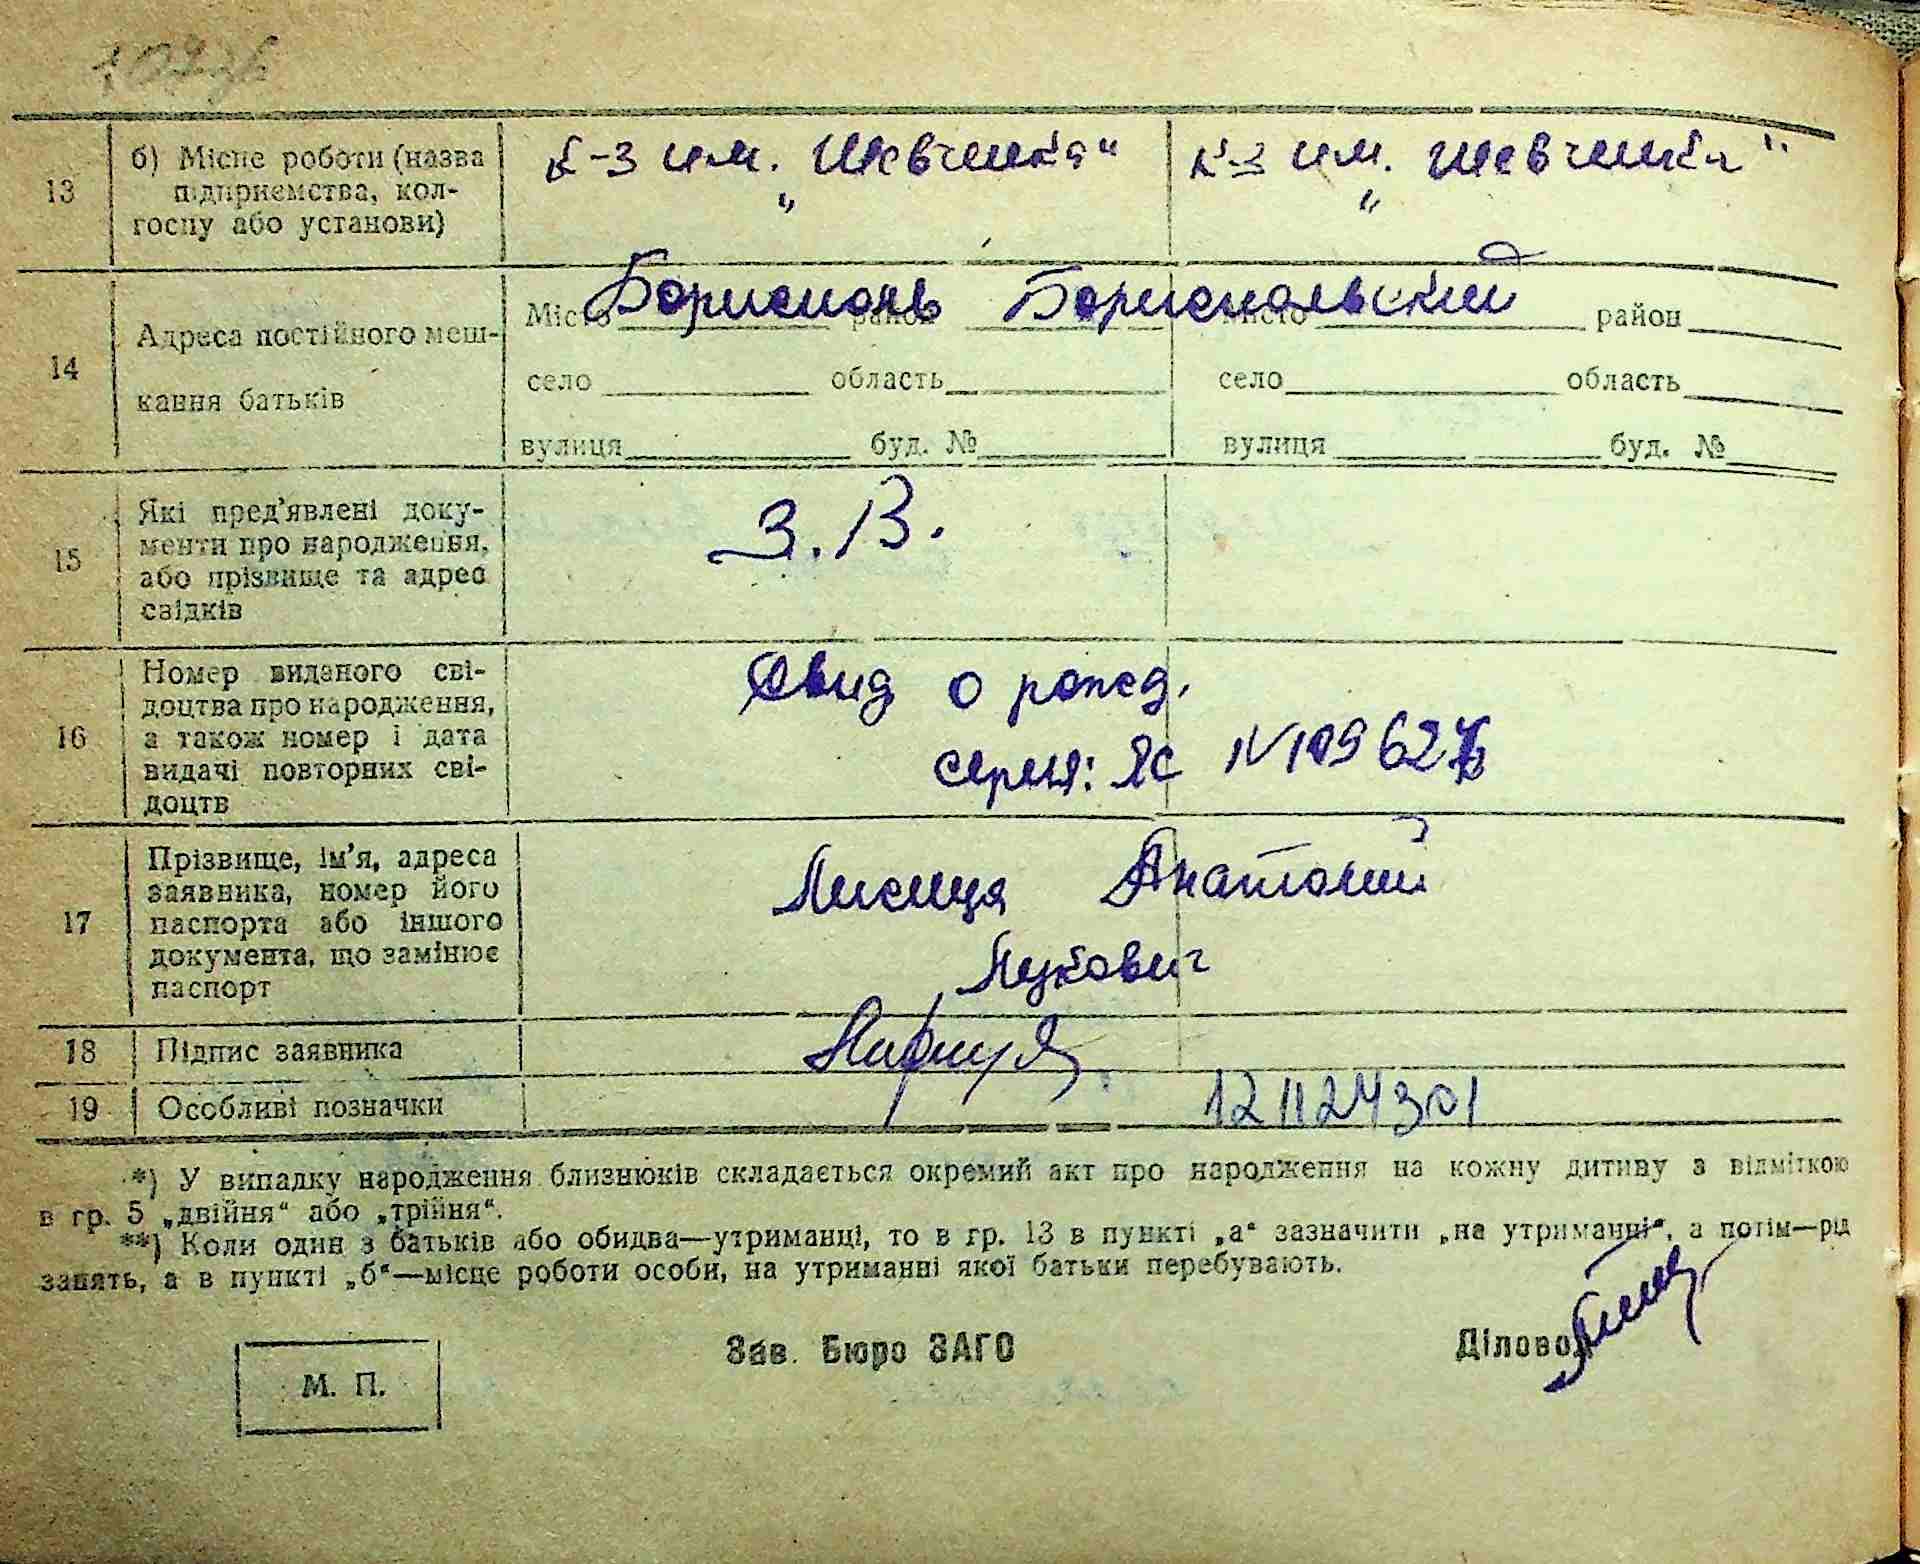 13 б) Місце роботи (назва підприємства, колгоспу або установи)
к-з им. „Шевченка“ к-з им. „Шевченка“
14 Адреса постійного мешкання батьків
Місто район Місто район
Борисполь Бориспольский
село область село область
вулиця буд. № вулиця буд. №
15 Які пред'явлені документи про народження, або прізвище та адрес свідків
З.В.
16 Номер виданого свідоцтва про народження, а також номер і дата видачі повторних свідоцтв
Свид о рожед.
серия: ЯС N
17 Прізвище, ім'я, адреса заявника, номер його паспорта або іншого документа, що замінює паспорт
Лисица Анатолий
Лукович
18 Підпис заявника
19 Особливі позначки
*) У випадку народження близнюків складається окремий акт про народження на кожну дитину з відміткою
в гр. 5 „двійня“ або „трійня“.
**) Коли один з батьків або обидва—утриманці, то в гр. 13 в пункті „а“ зазначити „на утриманні“, а потім—рід
занять, а в пункті „б“—місце роботи особи, на утриманні якої батьки перебувають.
Зав. Бюро ЗАГС Діловод
М. П.